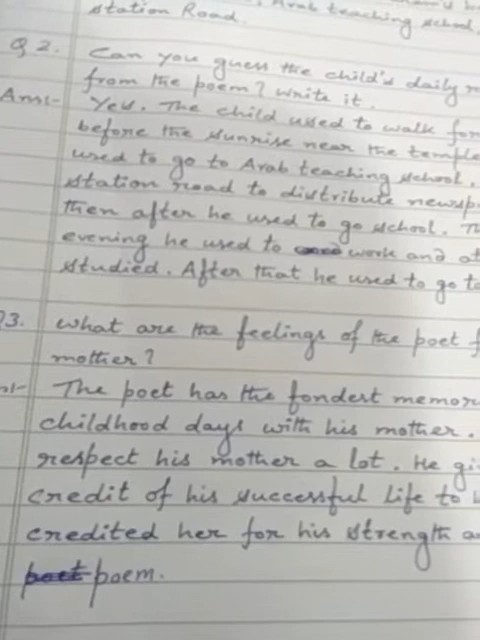 Station Road. Arab teaching school.
Q 2. Can you guess the child's daily
from the poem? write it.
Ans:- Yes. The child used to walk for
before the sunrise near the temple
used to go to Arab teaching school.
station road to distribute newsp
then after he used to go school.
evening he used to work and at
studied. After that he used to go to
Q3. what are the feelings of the poet f
mother?
The poet has the fondest memor
childhood days with his mother.
respect his mother a lot. He gi
credit of his successful life to
credited her for his strength a
poet poem.